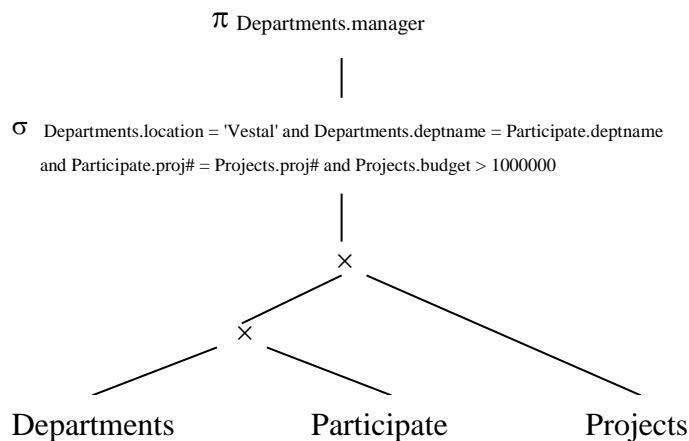 π Departments.manager
σ Departments.location = 'Vestal' and Departments.deptname = Participate.deptname
and Participate.proj# = Projects.proj# and Projects.budget > 1000000
×
×
Departments Participate Projects